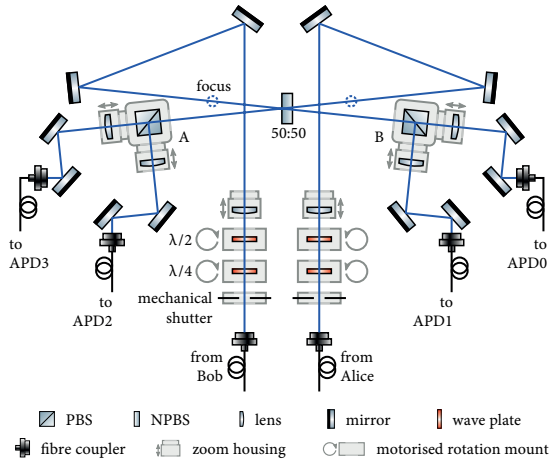 focus
A
50:50
B
λ/2
λ/4
mechanical
shutter
to
APD3
to
APD2
to
APD1
to
APD0
from
Bob
from
Alice
PBS
NPBS
lens
mirror
wave plate
fibre coupler
zoom housing
motorised rotation mount